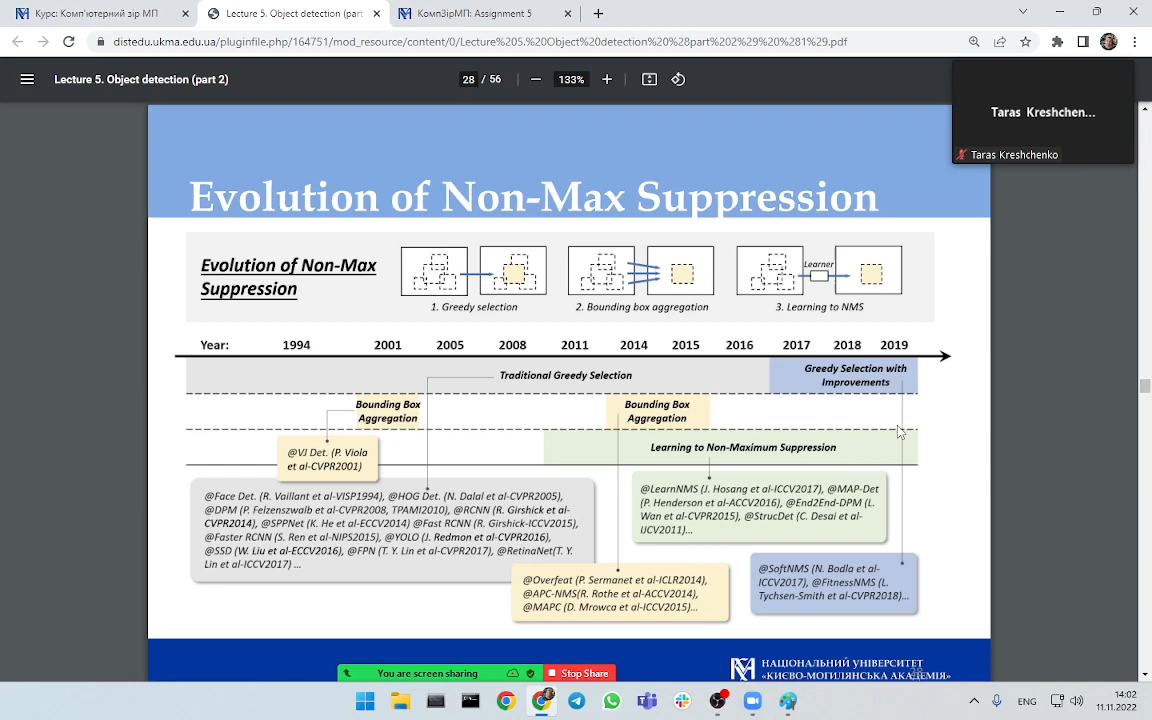 Курс: Комп'ютерний зір МП
Lecture 5. Object detection (part
КомпЗірМП: Assignment 5
distedu.ukma.edu.ua/pluginfile.php/164751/mod_resource/content/0/Lecture%205.%20Object%20detection%20%28part%202%29%20%281%29.pdf
Lecture 5. Object detection (part 2)
28 / 56
133%
Taras Kreshchen...
Taras Kreshchenko
Evolution of Non-Max Suppression
Evolution of Non-Max
Suppression
Learner
1. Greedy selection
2. Bounding box aggregation
3. Learning to NMS
Year: 1994 2001 2005 2008 2011 2014 2015 2016 2017 2018 2019
Traditional Greedy Selection
Greedy Selection with
Improvements
Bounding Box
Aggregation
Bounding Box
Aggregation
Learning to Non-Maximum Suppression
@VJ Det. (P. Viola
et al-CVPR2001)
@Face Det. (R. Vaillant et al-VISP1994), @HOG Det. (N. Dalal et al-CVPR2005),
@DPM (P. Felzenszwalb et al-CVPR2008, TPAMI2010), @RCNN (R. Girshick et al-
CVPR2014), @SPPNet (K. He et al-ECCV2014) @Fast RCNN (R. Girshick-ICCV2015),
@Faster RCNN (S. Ren et al-NIPS2015), @YOLO (J. Redmon et al-CVPR2016),
@SSD (W. Liu et al-ECCV2016), @FPN (T. Y. Lin et al-CVPR2017), @RetinaNet(T. Y.
Lin et al-ICCV2017) ...
@LearnNMS (J. Hosang et al-ICCV2017), @MAP-Det
(P. Henderson et al-ACCV2016), @End2End-DPM (L.
Wan et al-CVPR2015), @StrucDet (C. Desai et al-
IJCV2011)...
@Overfeat (P. Sermanet et al-ICLR2014),
@APC-NMS(R. Rothe et al-ACCV2014),
@MAPC (D. Mrowca et al-ICCV2015)...
@SoftNMS (N. Bodla et al-
ICCV2017), @FitnessNMS (L.
Tychsen-Smith et al-CVPR2018)...
НАЦІОНАЛЬНИЙ УНІВЕРСИТЕТ
«КИЄВО-МОГИЛЯНСЬКА АКАДЕМІЯ»
28
You are screen sharing
Stop Share
ENG
14:02
11.11.2022